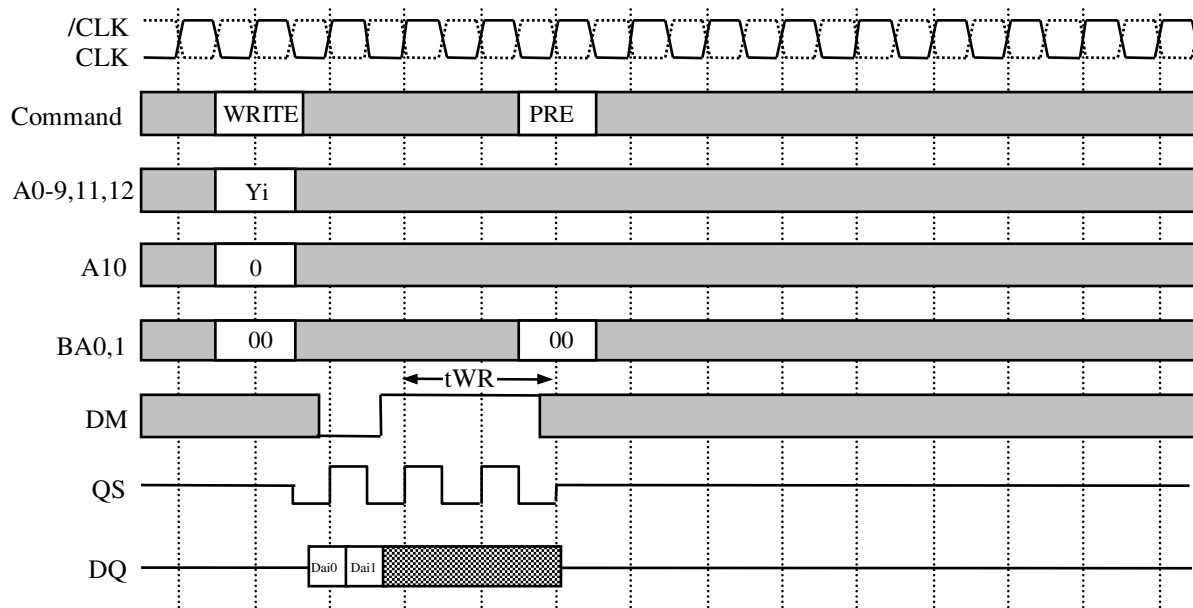 /CLK
CLK
Command WRITE PRE
A0-9,11,12 Yi
A10 0
BA0,1 00 00
tWR
DM
QS
DQ Dai0 Dai1